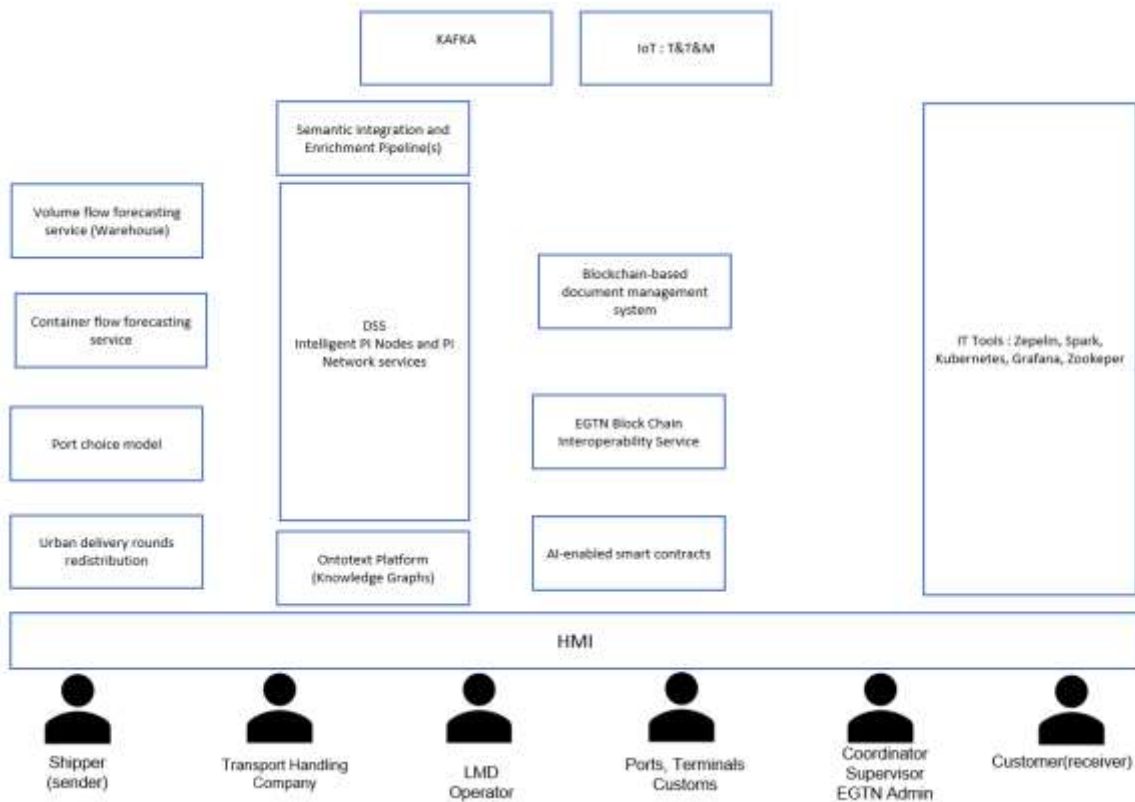 KAFKA
IoT : T&T&M
Semantic Integration and
Enrichment Pipeline(s)
Volume flow forecasting
service (Warehouse)
Container flow forecasting
service
Port choice model
Urban delivery rounds
redistribution
DSS
Intelligent PI Nodes and PI
Network services
Ontotext Platform
(Knowledge Graphs)
Blockchain-based
document management
system
EGTN Block Chain
Interoperability Service
AI-enabled smart contracts
IT Tools : Zepelin, Spark,
Kubernetes, Grafana, Zookeper
HMI
Shipper
(sender)
Transport Handling
Company
LMD
Operator
Ports, Terminals
Customs
Coordinator
Supervisor
EGTN Admin
Customer(receiver)